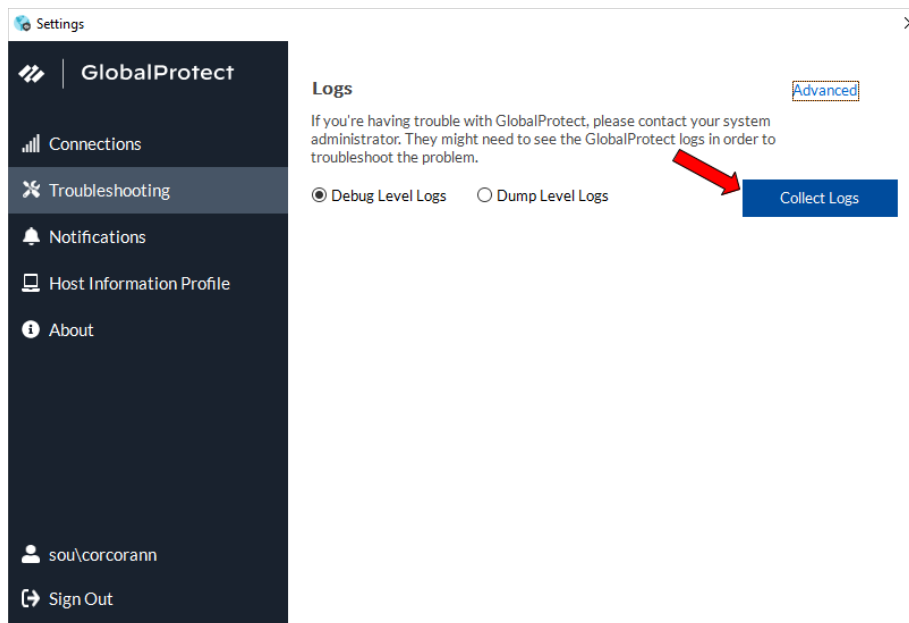 Settings
GlobalProtect
Connections
Troubleshooting
Notifications
Host Information Profile
About
sou\corcorann
Sign Out
Logs
Advanced
If you're having trouble with GlobalProtect, please contact your system
administrator. They might need to see the GlobalProtect logs in order to
troubleshoot the problem.
Debug Level Logs
Dump Level Logs
Collect Logs